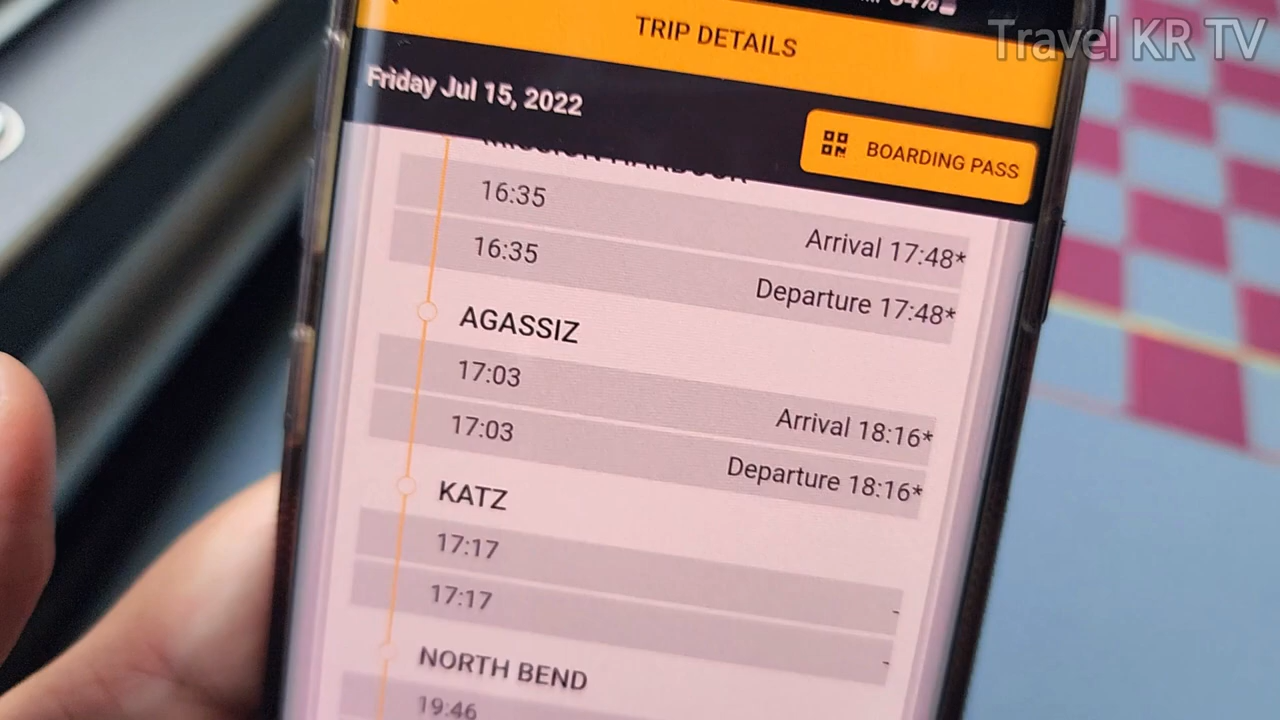 84%
Travel KR TV
TRIP DETAILS
Friday Jul 15, 2022
BOARDING PASS
16:35
Arrival 17:48*
16:35
Departure 17:48*
AGASSIZ
17:03
Arrival 18:16*
17:03
Departure 18:16*
KATZ
17:17
-
17:17
-
NORTH BEND
19:46